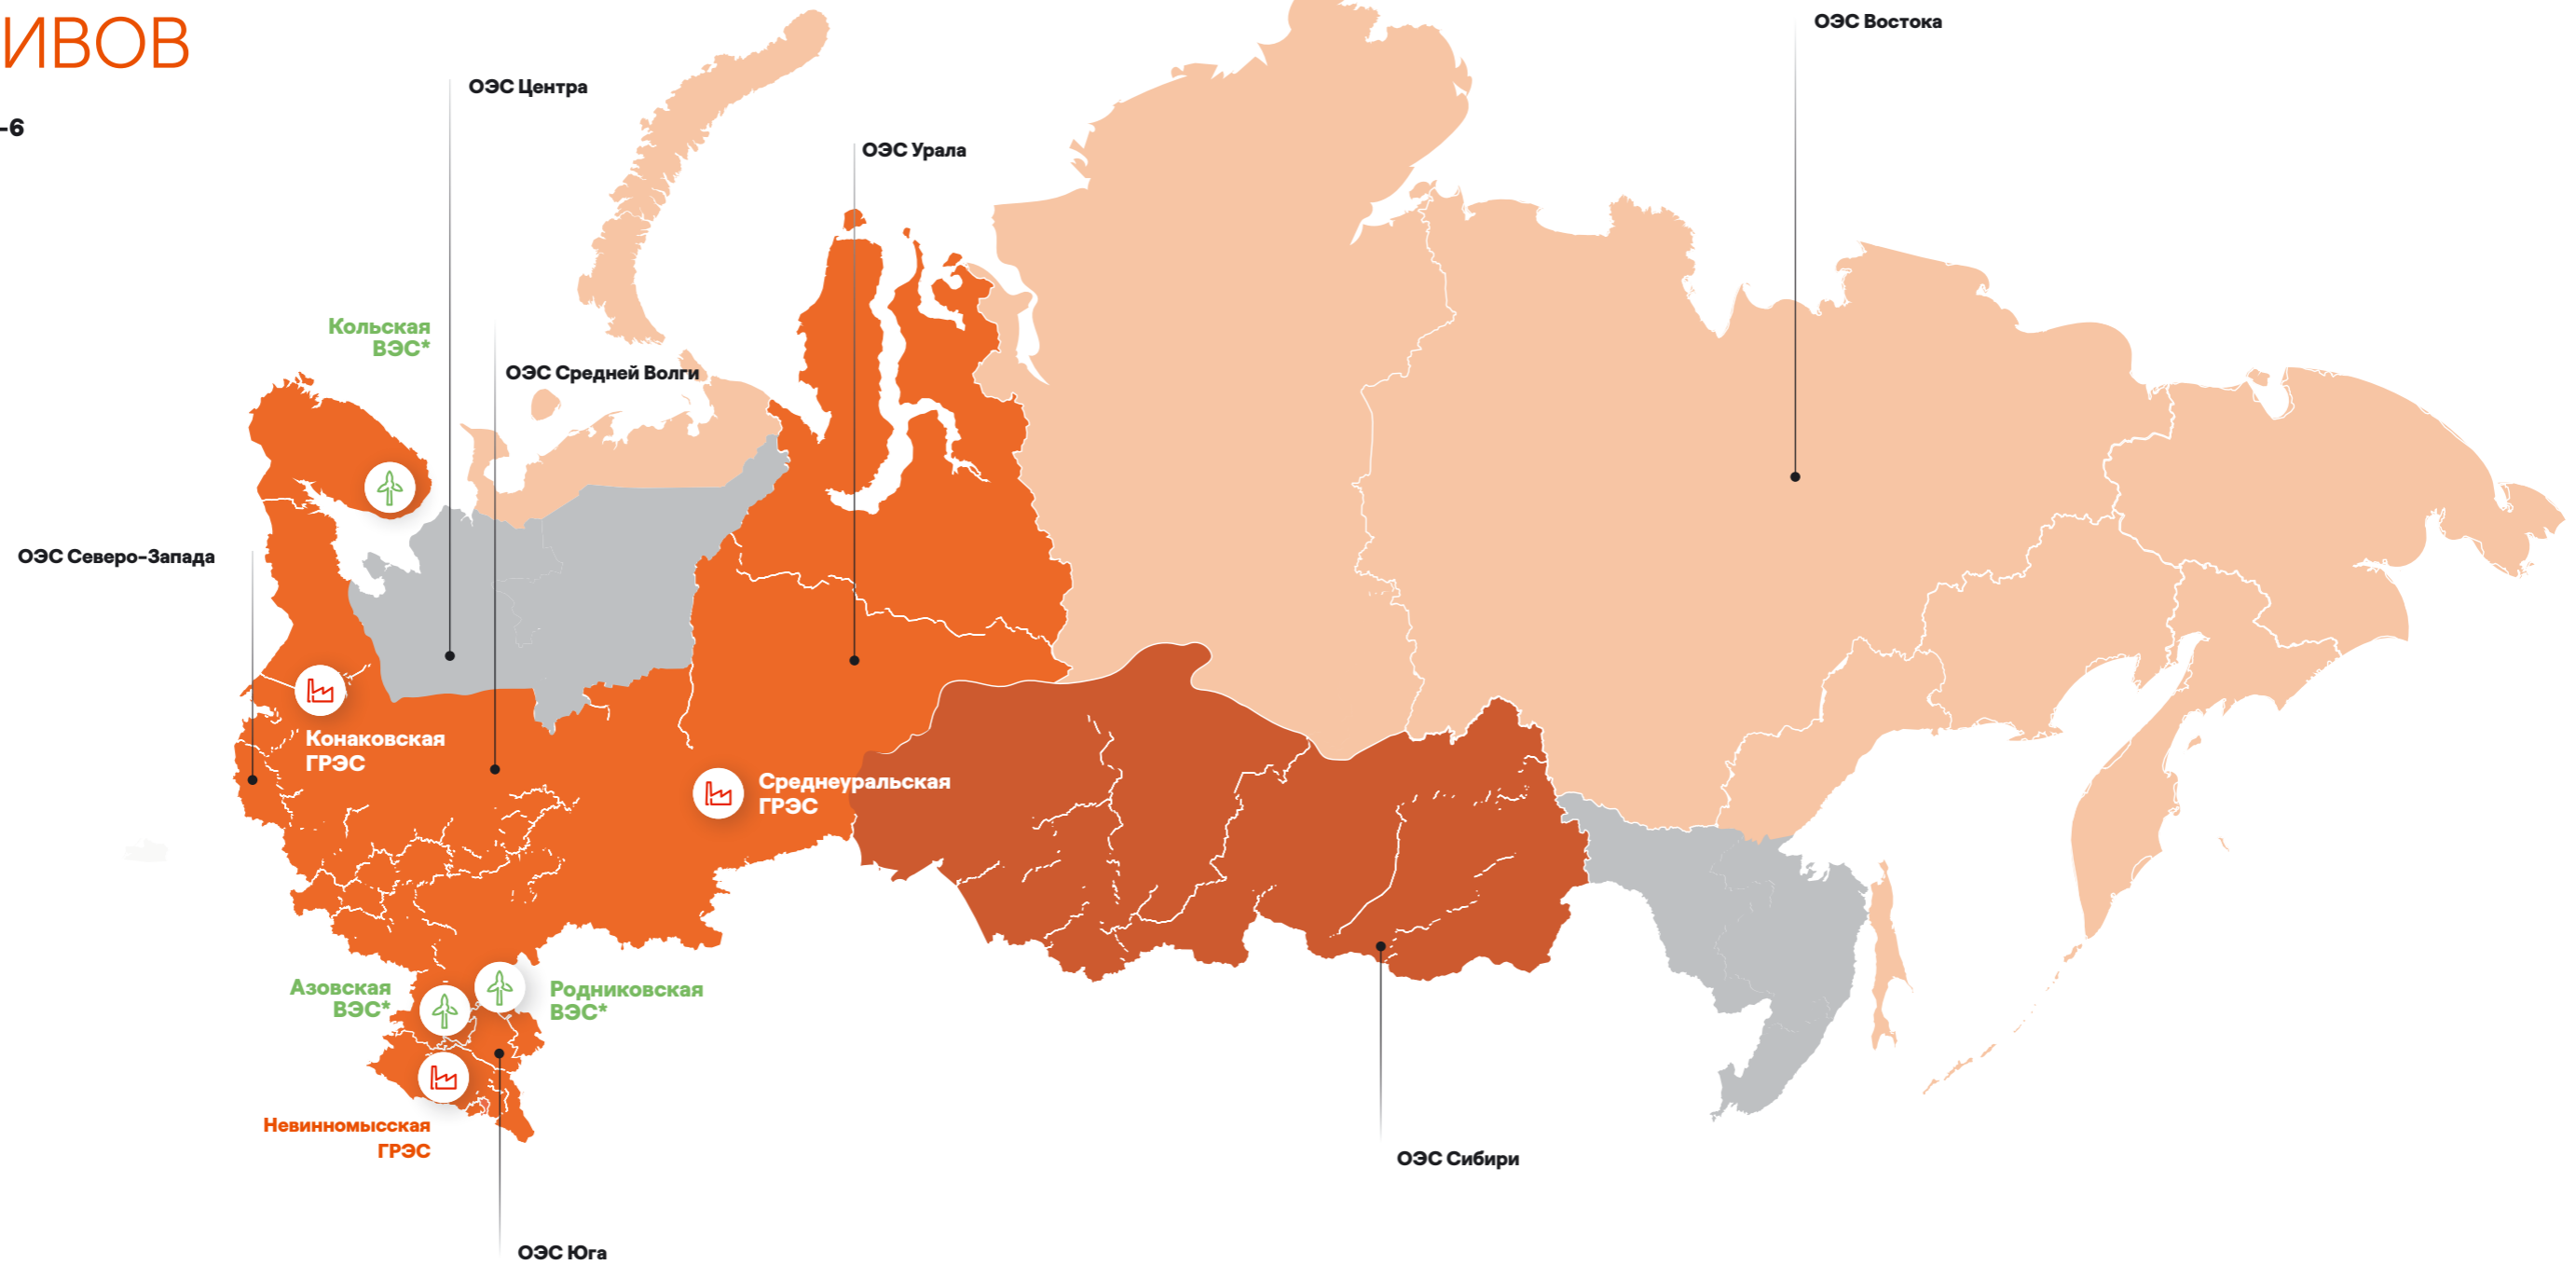 ИВОВ
-6
ОЭС Востока
ОЭС Центра
ОЭС Урала
Кольская
ВЭС*
ОЭС Средней Волги
ОЭС Северо-Запада
Конаковская
ГРЭС
Среднеуральская
ГРЭС
Азовская
ВЭС*
Родниковская
ВЭС*
Невинномысская
ГРЭС
ОЭС Сибири
ОЭС Юга